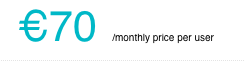 €70 /monthly price per user